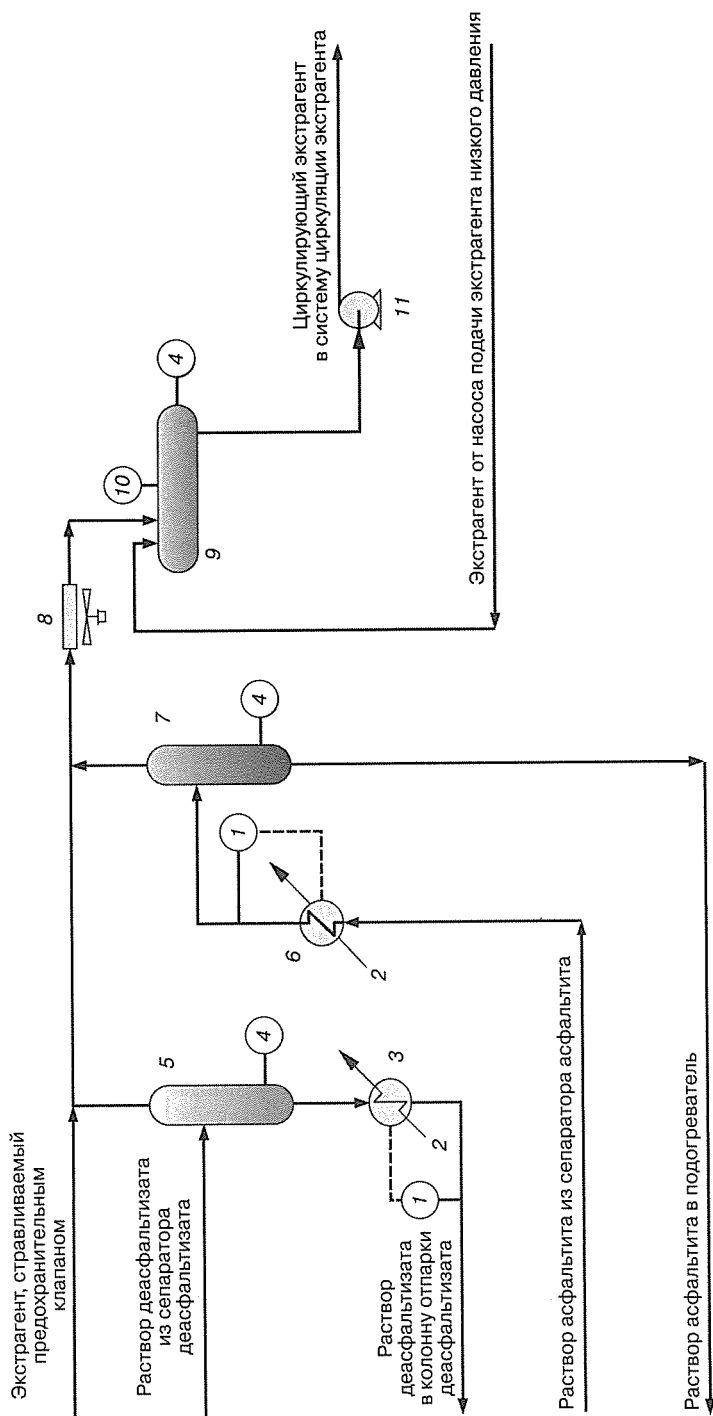 Экстрагент, стравливаемый
предохранительным
клапаном
Раствор деасфальтизата
из сепаратора
деасфальтизата
Раствор
деасфальтизата
в колонну отпарки
деасфальтизата
Раствор асфальтита из сепаратора асфальтита
Раствор асфальтита в подогреватель
1
2
3
4
5
6
2
1
7
4
8
9
10
4
11
Циркулирующий экстрагент
в систему циркуляции экстрагента
Экстрагент от насоса подачи экстрагента низкого давления